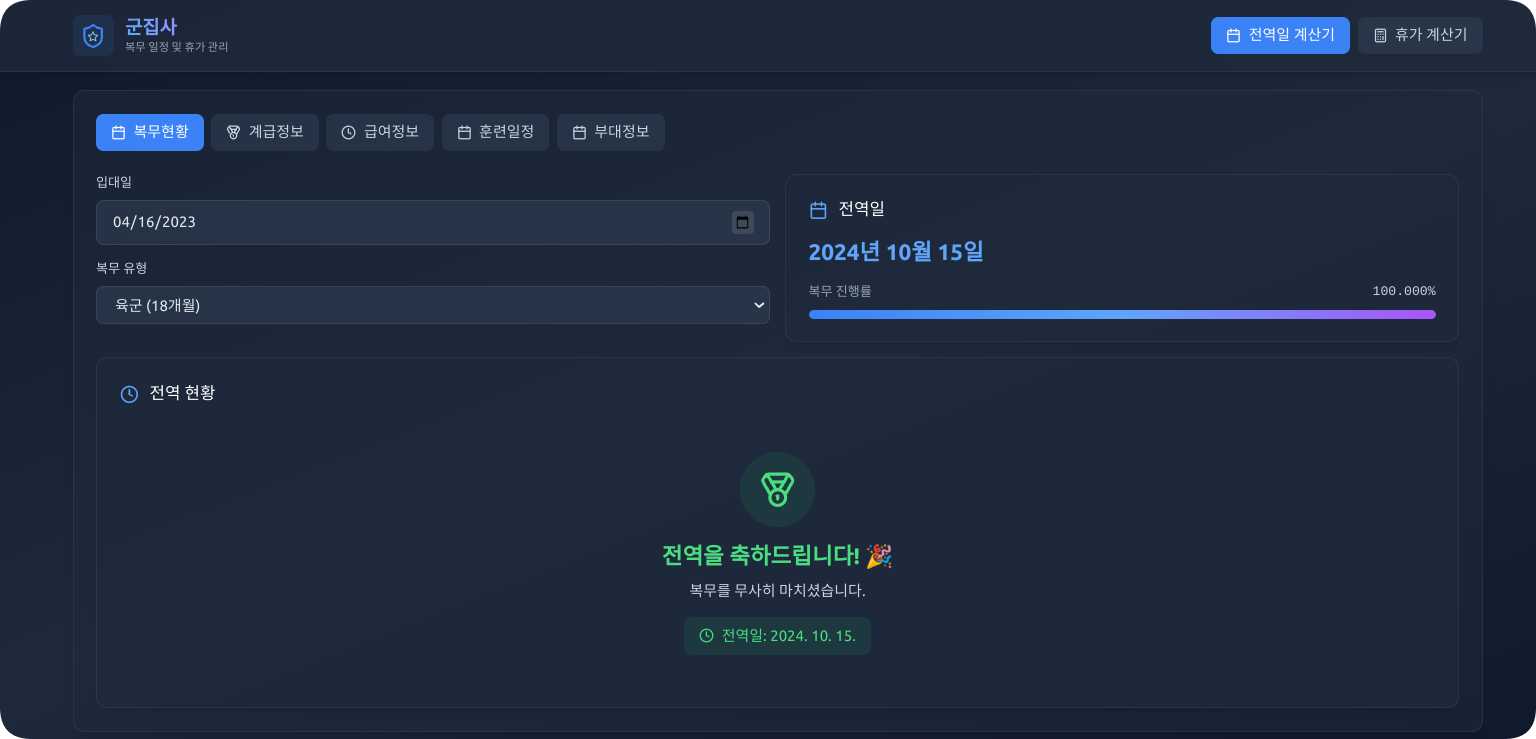 군집사
복무 일정 및 휴가 관리
전역일 계산기
휴가 계산기
복무현황
계급정보
급여정보
훈련일정
부대정보
입대일
04/16/2023
복무 유형
육군 (18개월)
전역일
2024년 10월 15일
복무 진행률
100.000%
전역 현황
전역을 축하드립니다! 🎉
복무를 무사히 마치셨습니다.
전역일: 2024. 10. 15.